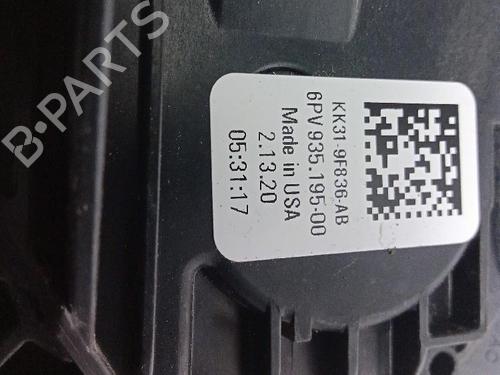 B-PARTS
KK31-9F836-AB
6PV 935.195-00
Made in USA
2.13.20
05:31:17